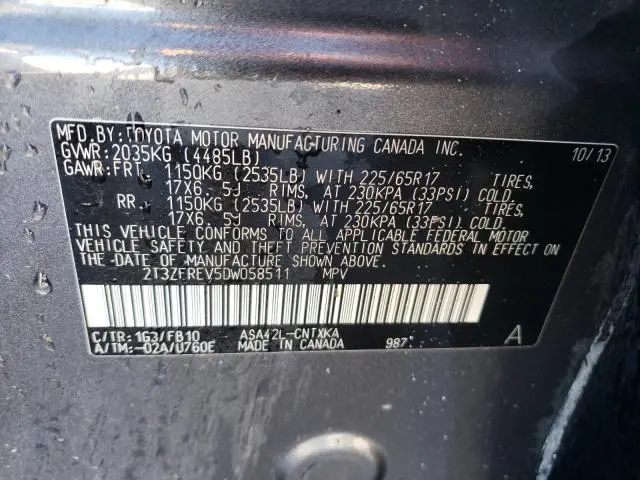 MFD.BY:TOYOTA MOTOR MANUFACTURING CANADA INC. 10/13
GVWR:2035KG (4485LB)
GAWR:FRT. 1150KG (2535LB) WITH 225/65R17 TIRES,
17X6.5J RIMS, AT 230KPA (33PSI) COLD
RR. 1150KG (2535LB) WITH 225/65R17 TIRES,
17X6.5J RIMS, AT 230KPA (33PSI) COLD.
THIS VEHICLE CONFORMS TO ALL APPLICABLE FEDERAL MOTOR
VEHICLE SAFETY AND THEFT PREVENTION STANDARDS IN EFFECT ON
THE DATE OF MANUFACTURE SHOWN ABOVE.
2T3ZFREV5DW058511 MPV
C/TR:1G3/FB10 ASA42L-CNTXKA A
A/TM:-02A/U760E MADE IN CANADA 987